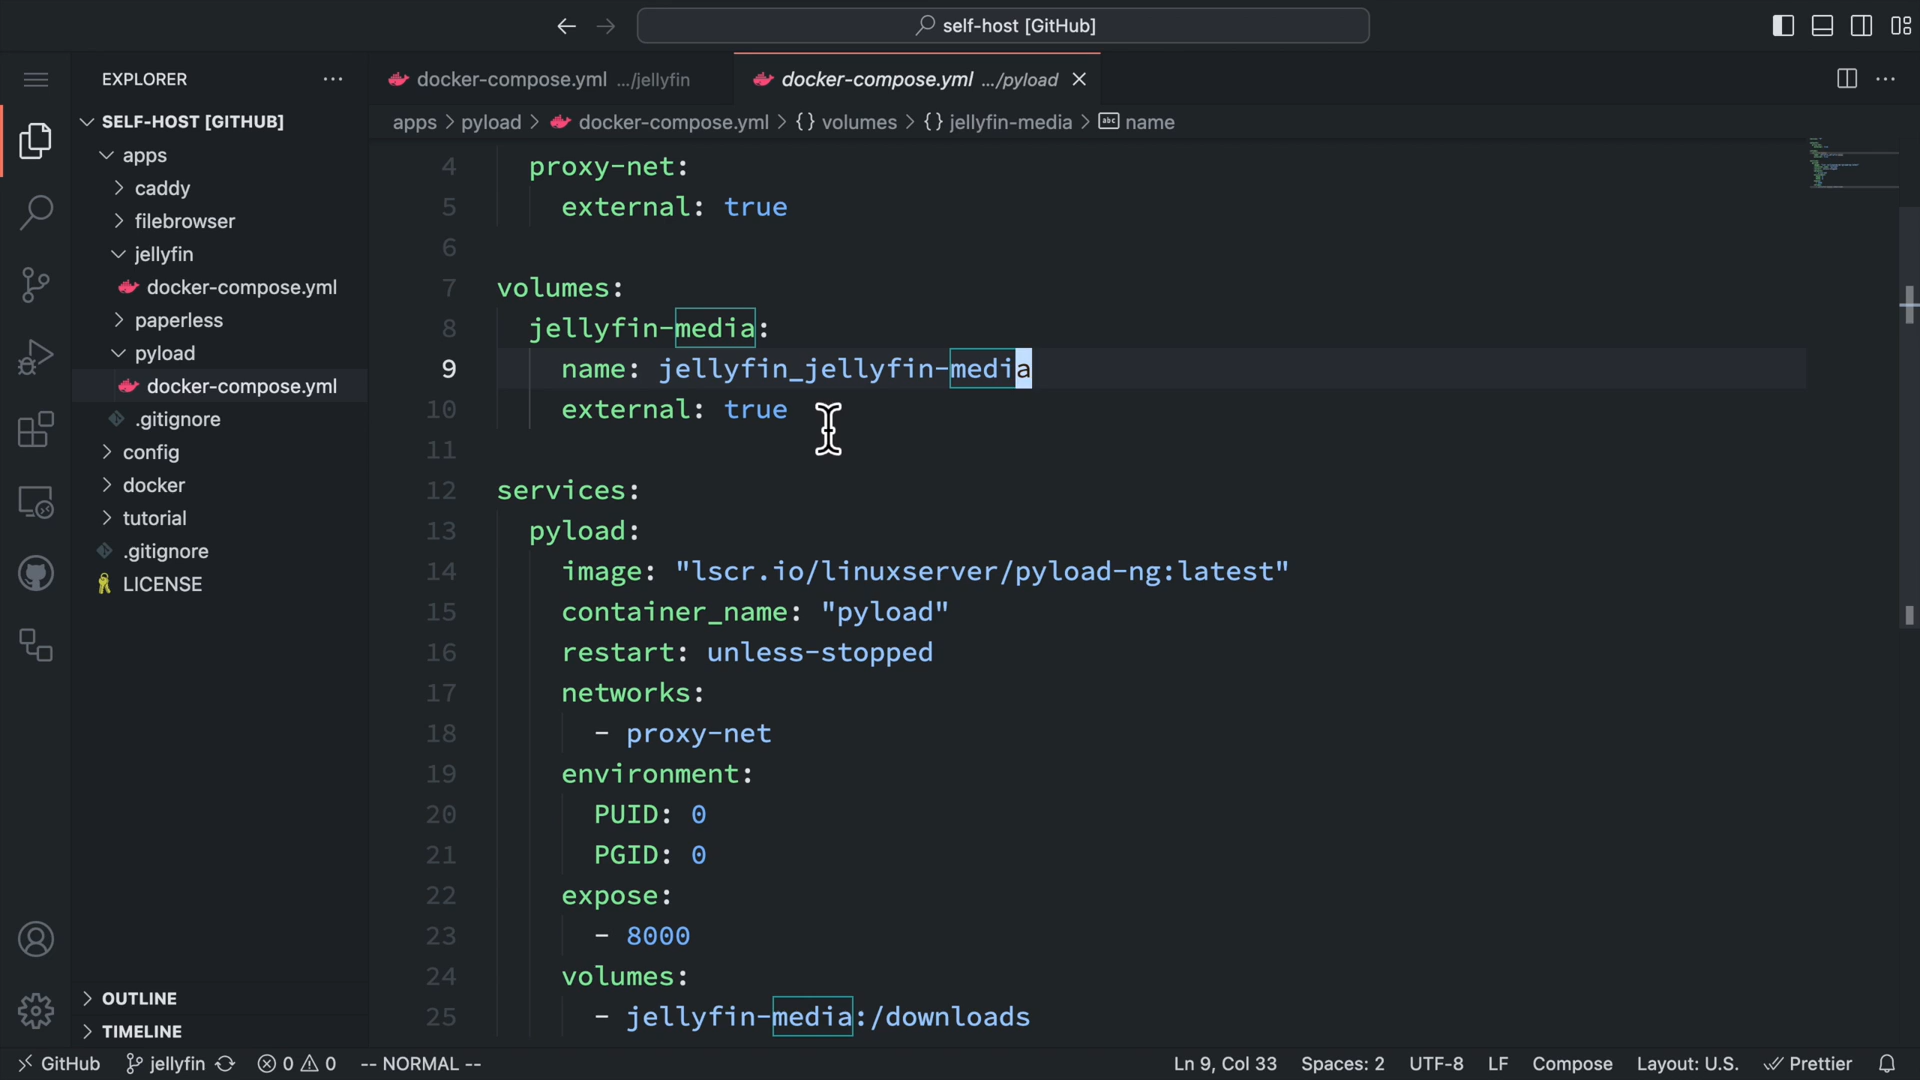 self-host [GitHub]
EXPLORER
SELF-HOST [GITHUB]
apps
caddy
filebrowser
jellyfin
docker-compose.yml
paperless
pyload
docker-compose.yml
.gitignore
config
docker
tutorial
.gitignore
LICENSE
OUTLINE
TIMELINE
docker-compose.yml .../jellyfin
docker-compose.yml .../pyload
apps > pyload > docker-compose.yml > {} volumes > {} jellyfin-media > abc name
4 proxy-net:
5 external: true
6
7 volumes:
8 jellyfin-media:
9 name: jellyfin_jellyfin-media
10 external: true
11
12 services:
13 pyload:
14 image: "lscr.io/linuxserver/pyload-ng:latest"
15 container_name: "pyload"
16 restart: unless-stopped
17 networks:
18 - proxy-net
19 environment:
20 PUID: 0
21 PGID: 0
22 expose:
23 - 8000
24 volumes:
25 - jellyfin-media:/downloads
GitHub jellyfin 0 0 -- NORMAL -- Ln 9, Col 33 Spaces: 2 UTF-8 LF Compose Layout: U.S. Prettier